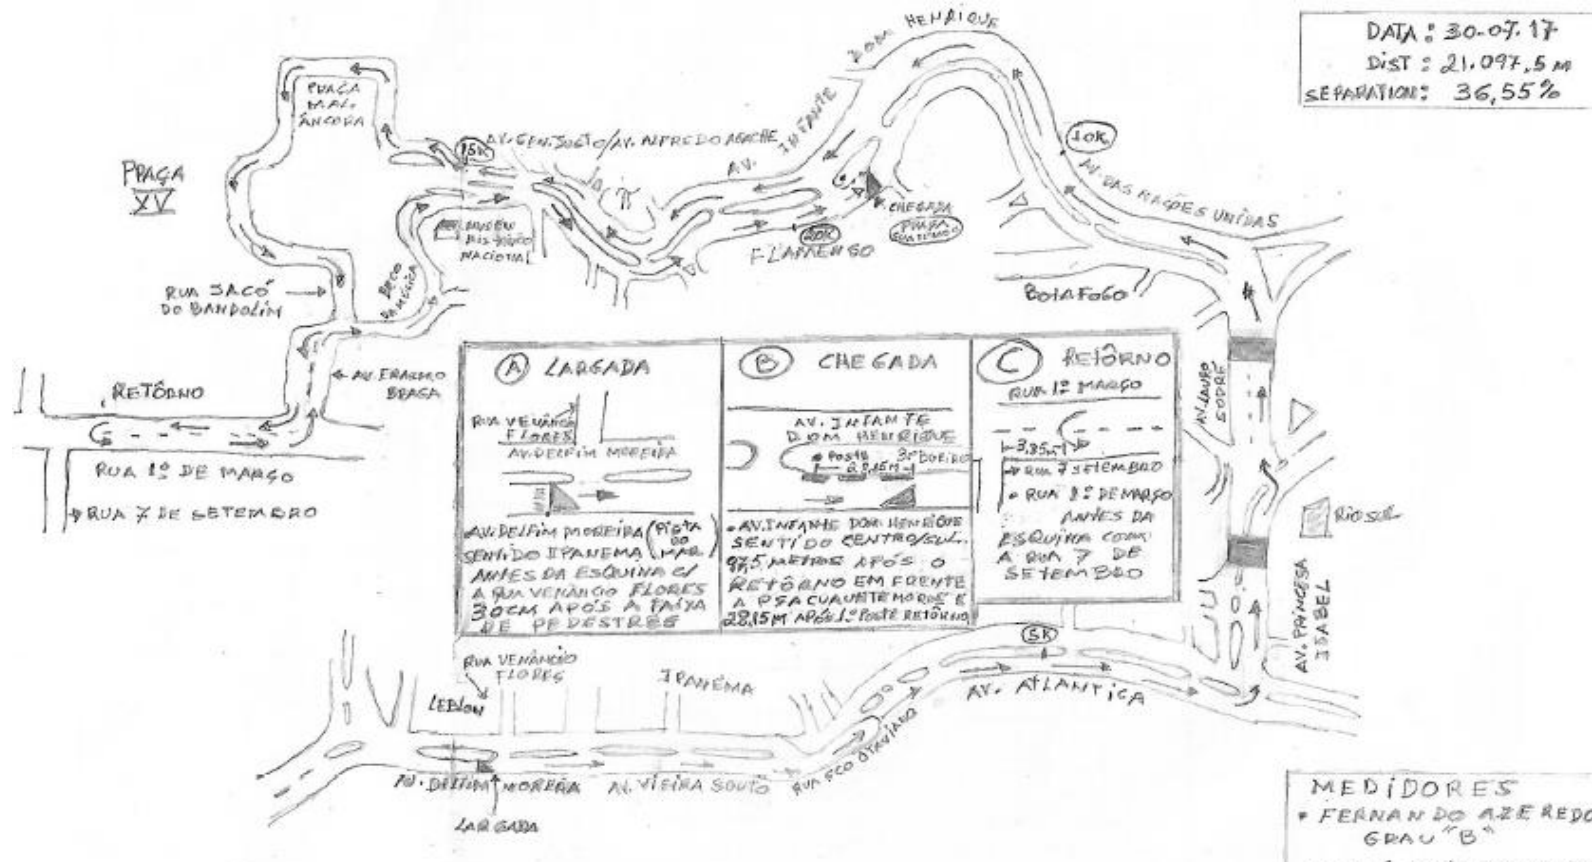 DATA: 30-07-17
DIST: 21.097,5 M
SEPARATION: 36,55%
DOM HENRIQUE
INFANTE
AV.
PRAÇA
MAL.
ÂNCORA
15K
AV. GEN. JUSTO/AV. ALFREDO AGACHE
10K
AV. DAS NAÇÕES UNIDAS
PRAÇA
XV
CHEGADA
20K
FLAMENGO
MUSEU
HISTÓRICO
NACIONAL
BECO
DA MÚSICA
RUA JACÓ
DO BANDOLIM
BOTAFOGO
AV. LAURO
SODRÉ
RETÔRNO
AV. ERASMO
BRAGA
RUA 1º DE MARÇO
RUA 7 DE SETEMBRO
A LARGADA
RUA VENÂNCIO
FLORES
AV. DELFIM MOREIRA
AV. DELFIM MOREIRA (PISTA DO MAR)
SENTIDO IPANEMA
ANTES DA ESQUINA C/
A RUA VENÂNCIO FLORES
30CM APÓS A FAIXA
DE PEDESTRES
B CHEGADA
AV. INFANTE
DOM HENRIQUE
POSTE
28,15M
• AV. INFANTE DOM HENRIQUE
SENTIDO CENTRO/SUL.
97,5 METROS APÓS O
RETÔRNO EM FRENTE
28,15M APÓS 1º POSTE RETÔRNO
C RETÔRNO
RUA 1º MARÇO
3,85M
RUA 7 SETEMBRO
• RUA 1º DE MARÇO
ANTES DA
ESQUINA COM
A RUA 7 DE
SETEMBRO
RIO SUL
AV. PRINCESA
ISABEL
5K
AV. ATLANTICA
RUA VENÂNCIO
FLORES
IPANEMA
LEBLON
AV. DELFIM MOREIRA
AV. VIEIRA SOUTO
RUA FCO OTAVIANO
LARGADA
MEDIDORES
• FERNANDO AZEREDO
GRAU "B"